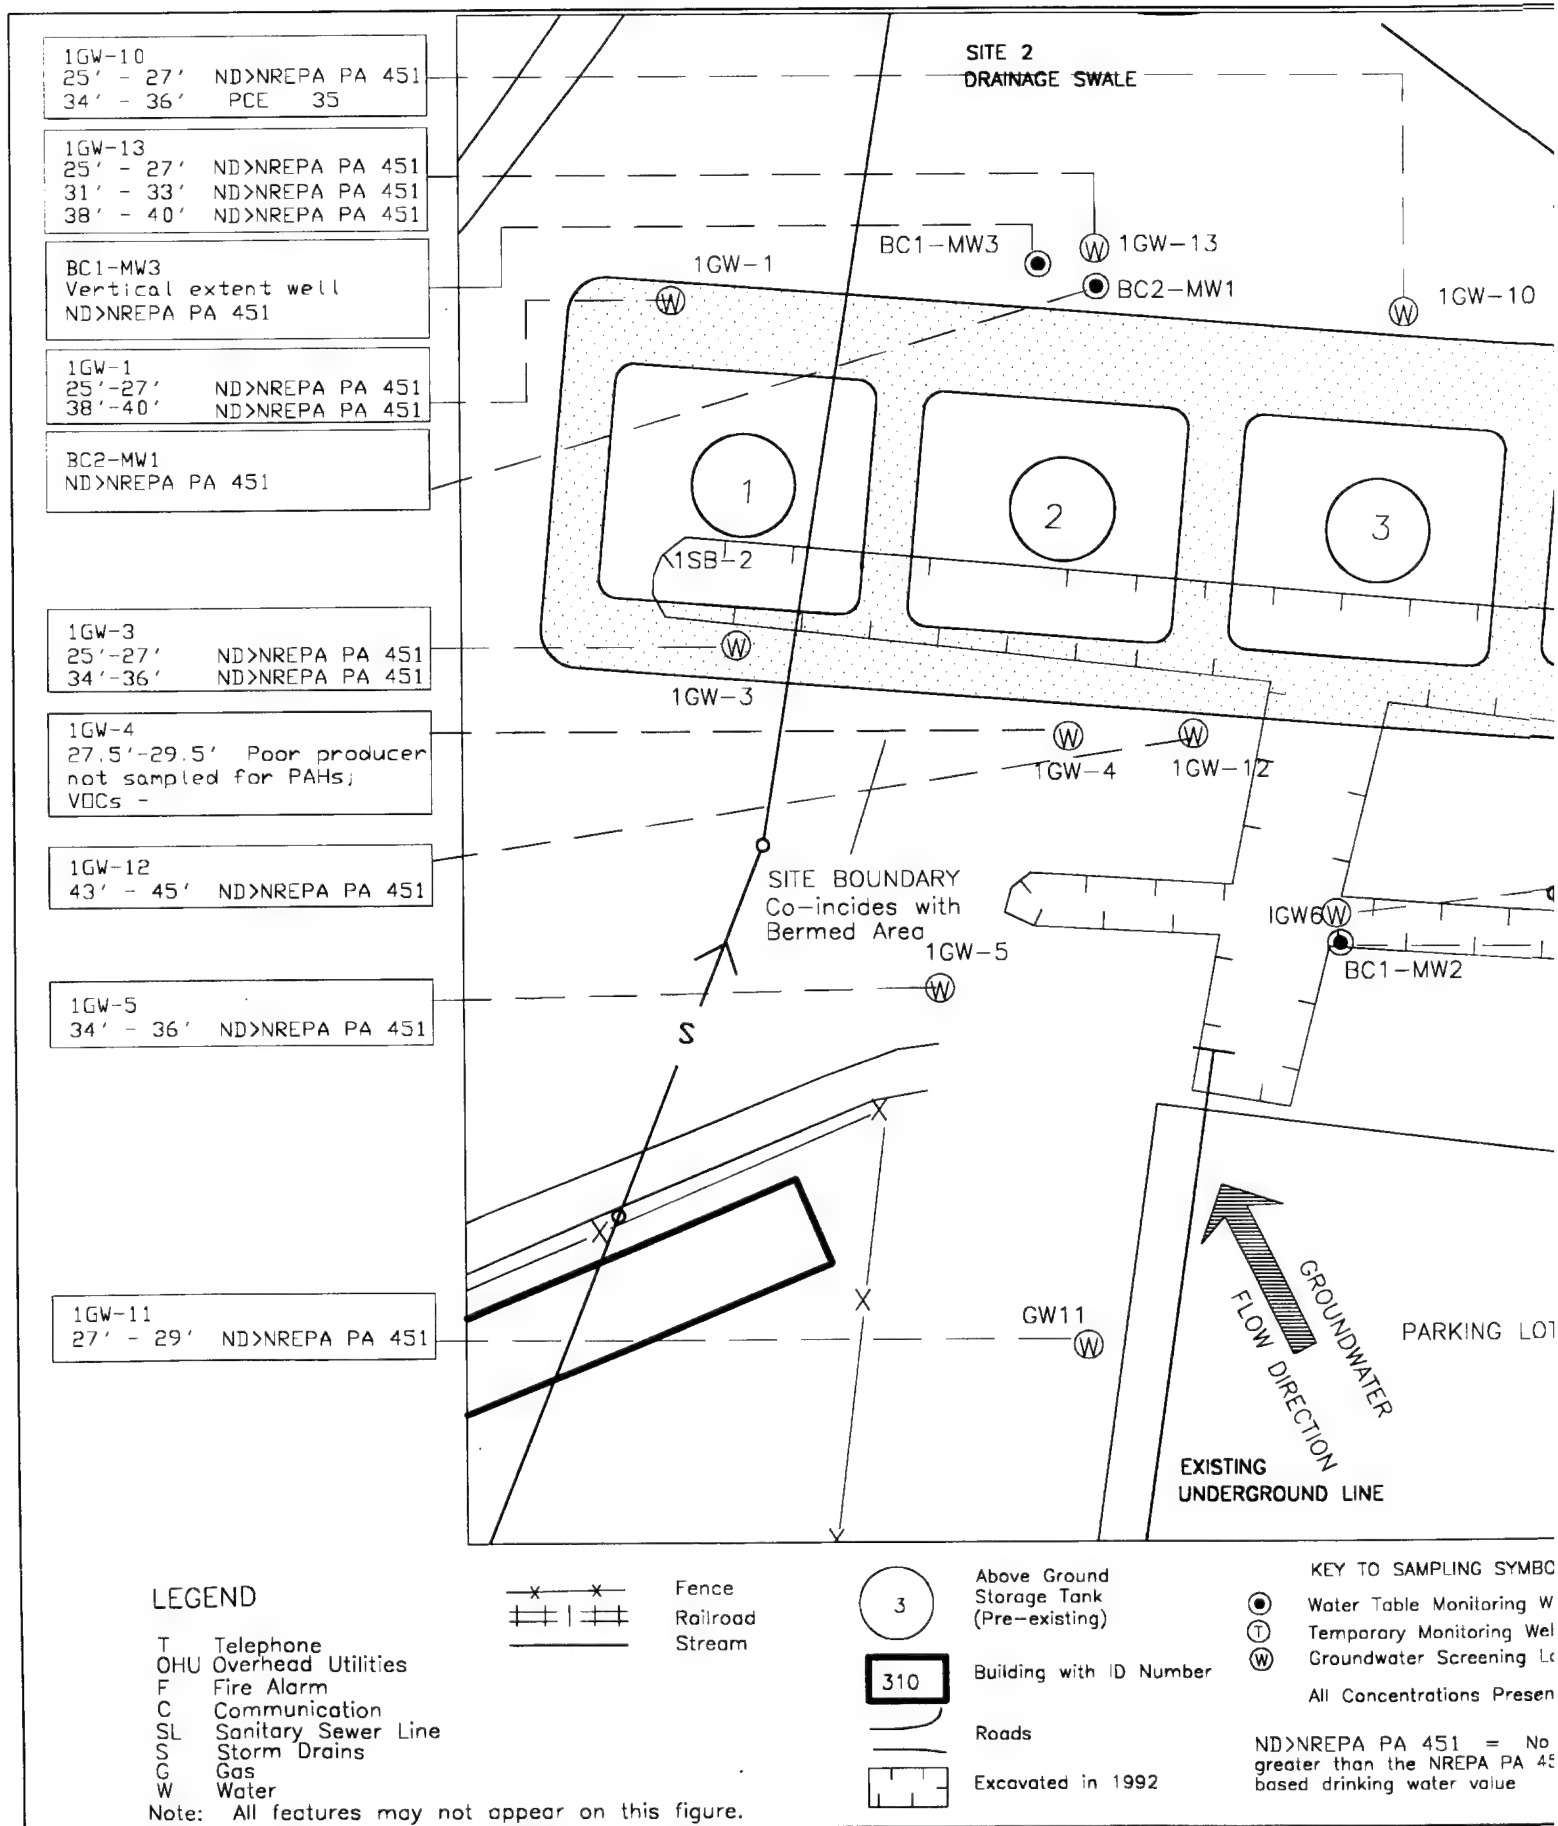 1GW-10
25' - 27' ND>NREPA PA 451
34' - 36' PCE 35
1GW-13
25' - 27' ND>NREPA PA 451
31' - 33' ND>NREPA PA 451
38' - 40' ND>NREPA PA 451
BC1-MW3
Vertical extent well
ND>NREPA PA 451
1GW-1
25'-27' ND>NREPA PA 451
38'-40' ND>NREPA PA 451
BC2-MW1
ND>NREPA PA 451
1GW-3
25'-27' ND>NREPA PA 451
34'-36' ND>NREPA PA 451
1GW-4
27.5'-29.5' Poor producer
not sampled for PAHs;
VOCs -
1GW-12
43' - 45' ND>NREPA PA 451
1GW-5
34' - 36' ND>NREPA PA 451
1GW-11
27' - 29' ND>NREPA PA 451
SITE 2
DRAINAGE SWALE
BC1-MW3
W 1GW-13
1GW-1
W
BC2-MW1
W 1GW-10
1
2
3
1SB-2
W
1GW-3
W
1GW-4
W
1GW-12
SITE BOUNDARY
Co-incides with
Bermed Area
1GW-5
W
IGW6 W
BC1-MW2
S
GROUNDWATER
FLOW DIRECTION
GW11
W
PARKING LOT
EXISTING
UNDERGROUND LINE
LEGEND
T Telephone
OHU Overhead Utilities
F Fire Alarm
C Communication
SL Sanitary Sewer Line
S Storm Drains
G Gas
W Water
Note: All features may not appear on this figure.
Fence
Railroad
Stream
3
Above Ground
Storage Tank
(Pre-existing)
310
Building with ID Number
Roads
Excavated in 1992
KEY TO SAMPLING SYMBO
Water Table Monitoring W
T Temporary Monitoring Wel
W Groundwater Screening Lo
All Concentrations Presen
ND>NREPA PA 451 = No
greater than the NREPA PA 45
based drinking water value